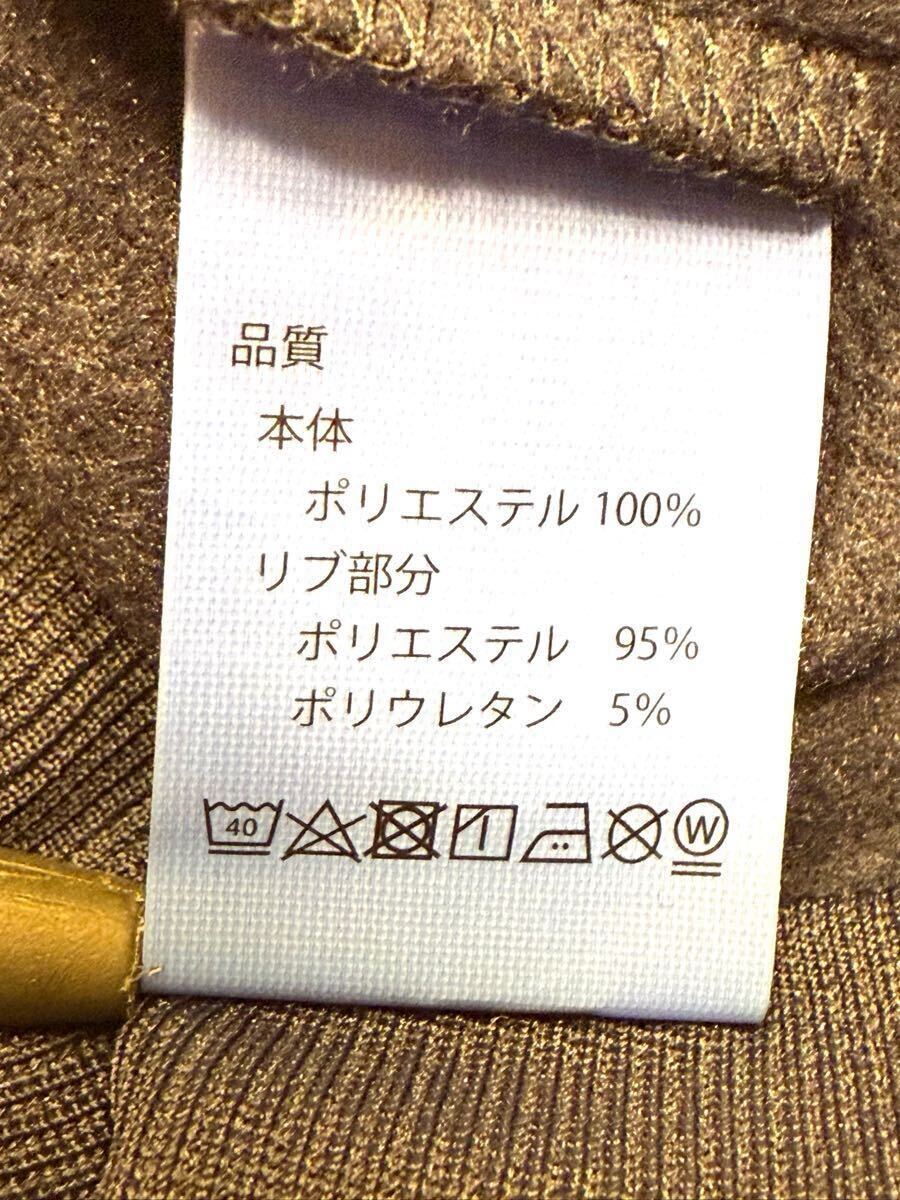 品質
本体
ポリエステル 100%
リブ部分
ポリエステル 95%
ポリウレタン 5%
40 W